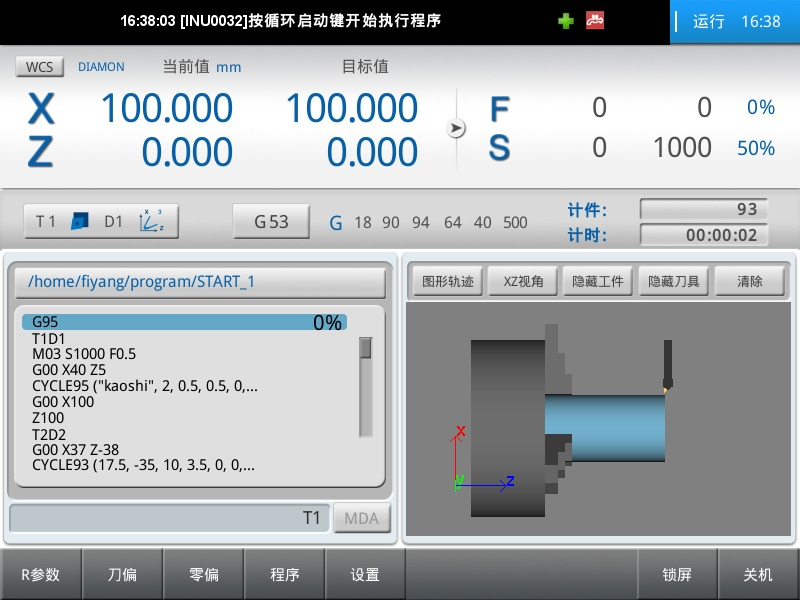 16:38:03 [INU0032]按循环启动键开始执行程序
运行 16:38
WCS DIAMON 当前值 mm 目标值
X 100.000 100.000 F 0 0 0%
Z 0.000 0.000 S 0 1000 50%
T 1 D1 X 3 Z G53 G 18 90 94 64 40 500
计件: 93
计时: 00:00:02
/home/fiyang/program/START_1
G95 0%
T1D1
M03 S1000 F0.5
G00 X40 Z5
CYCLE95 ("kaoshi", 2, 0.5, 0.5, 0,...
G00 X100
Z100
T2D2
G00 X37 Z-38
CYCLE93 (17.5, -35, 10, 3.5, 0, 0,...
T1 MDA
图形轨迹 XZ视角 隐藏工件 隐藏刀具 清除
X
Y Z
R参数 刀偏 零偏 程序 设置 锁屏 关机